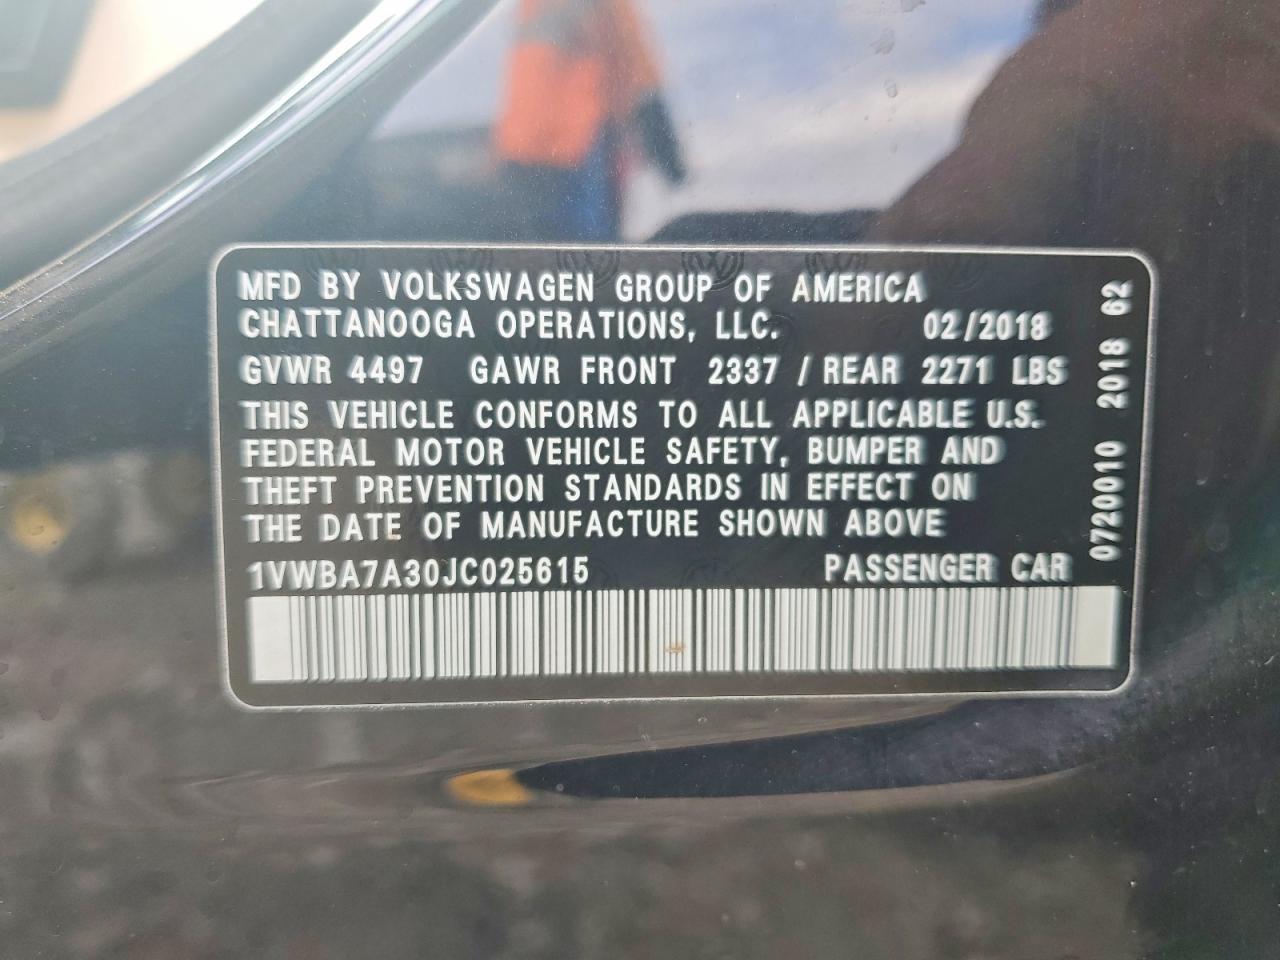 MFD BY VOLKSWAGEN GROUP OF AMERICA
CHATTANOOGA OPERATIONS, LLC. 02/2018
GVWR 4497 GAWR FRONT 2337 / REAR 2271 LBS
THIS VEHICLE CONFORMS TO ALL APPLICABLE U.S.
FEDERAL MOTOR VEHICLE SAFETY, BUMPER AND
THEFT PREVENTION STANDARDS IN EFFECT ON
THE DATE OF MANUFACTURE SHOWN ABOVE
1VWBA7A30JC025615 PASSENGER CAR
0720010 2018 62